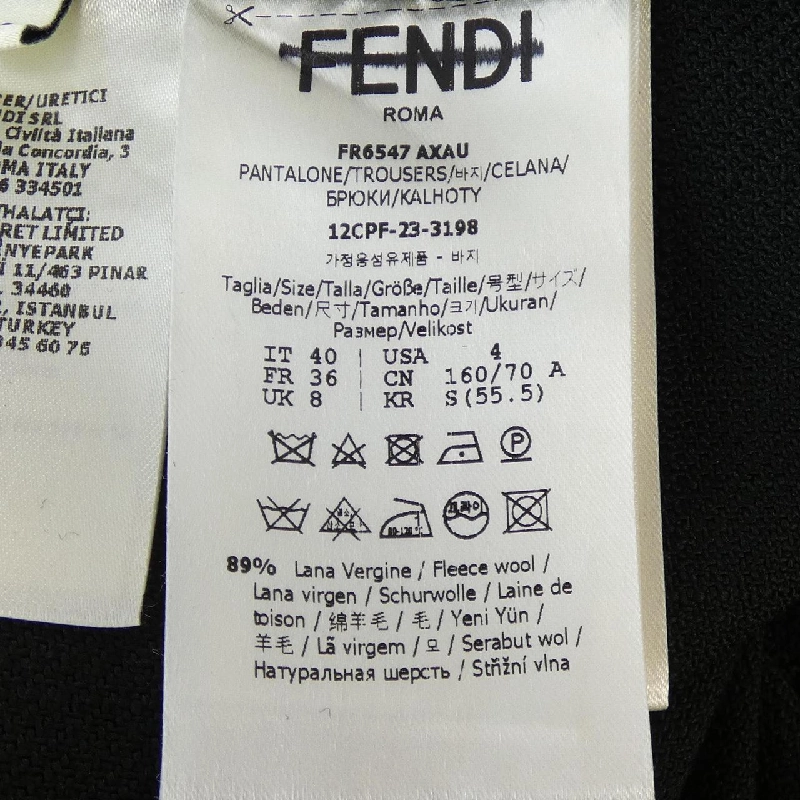 ER/URETICI
DI SRL
Civiltà Italiana
a Concordia, 3
MA ITALY
6 334501
THALATÇI:
RET LIMITED
NYEPARK
11/463 PINAR
34460
, ISTANBUL
TURKEY
345 60 76
FENDI
ROMA
FR6547 AXAU
PANTALONE/TROUSERS/바지/CELANA/
БРЮКИ/KALHOTY
12CPF-23-3198
가정용섬유제품 - 바지
Taglia/Size/Talla/Größe/Taille/号型/サイズ/
Beden/尺寸/Tamanho/크기/Ukuran/
Размер/Velikost
IT 40 | USA 4
FR 36 | CN 160/70 A
UK 8 | KR S(55.5)
P
89% Lana Vergine / Fleece wool /
Lana virgen / Schurwolle / Laine de
toison / 绵羊毛 / 毛 / Yeni Yün /
羊毛 / Lã virgem / 모 / Serabut wol /
Натуральная шерсть / Střižní vlna